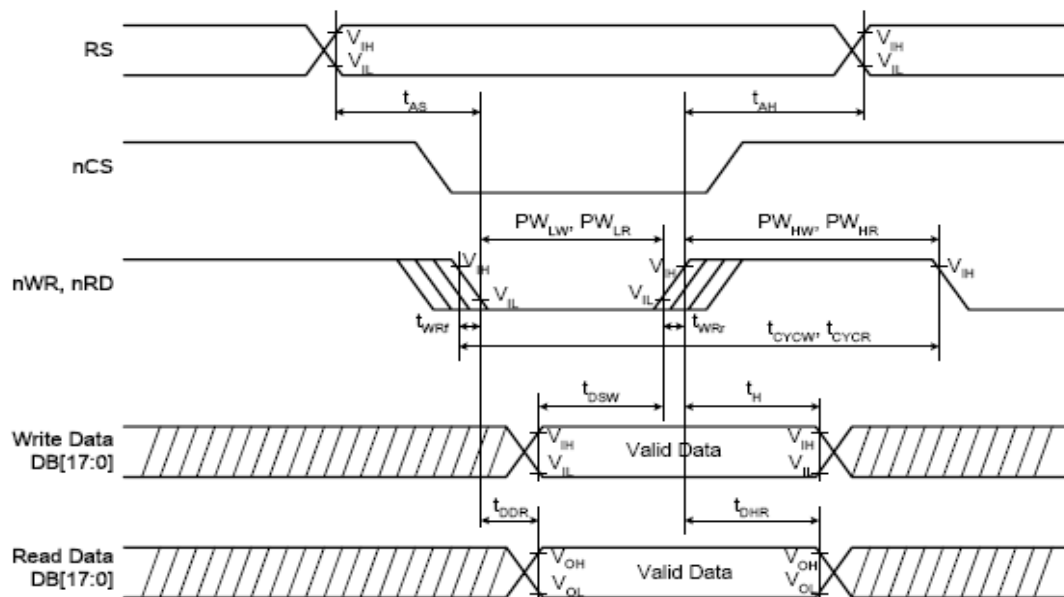 RS
V_IH
V_IL
V_IH
V_IL
t_AS
t_AH
nCS
PW_LW, PW_LR
PW_HW, PW_HR
nWR, nRD
V_IH
V_IL
V_IL
V_IH
V_IH
t_WRf
t_WRr
t_CYCW, t_CYCR
t_DSW
t_H
Write Data
DB[17:0]
V_IH
V_IL
Valid Data
V_IH
V_IL
t_DDR
t_DHR
Read Data
DB[17:0]
V_OH
V_OL
Valid Data
V_OH
V_OL